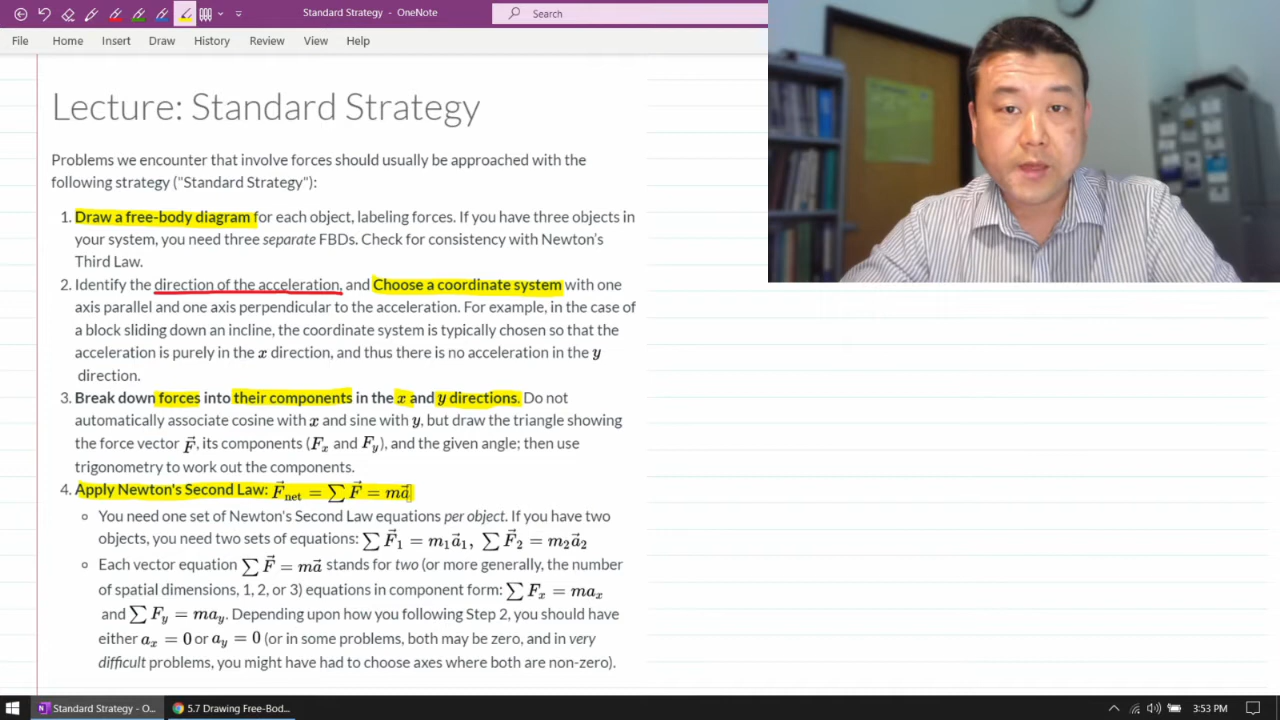 Standard Strategy - OneNote
Search
File Home Insert Draw History Review View Help
Lecture: Standard Strategy
Problems we encounter that involve forces should usually be approached with the
following strategy ("Standard Strategy"):
1. Draw a free-body diagram for each object, labeling forces. If you have three objects in
your system, you need three separate FBDs. Check for consistency with Newton's
Third Law.
2. Identify the direction of the acceleration, and Choose a coordinate system with one
axis parallel and one axis perpendicular to the acceleration. For example, in the case of
a block sliding down an incline, the coordinate system is typically chosen so that the
acceleration is purely in the x direction, and thus there is no acceleration in the y
direction.
3. Break down forces into their components in the x and y directions. Do not
automatically associate cosine with x and sine with y, but draw the triangle showing
the force vector F⃗, its components (Fₓ and F_y), and the given angle; then use
trigonometry to work out the components.
4. Apply Newton's Second Law: F⃗_net = ∑ F⃗ = ma⃗
○ You need one set of Newton's Second Law equations per object. If you have two
objects, you need two sets of equations: ∑ F⃗₁ = m₁a⃗₁, ∑ F⃗₂ = m₂a⃗₂
○ Each vector equation ∑ F⃗ = ma⃗ stands for two (or more generally, the number
of spatial dimensions, 1, 2, or 3) equations in component form: ∑ Fₓ = maₓ
and ∑ F_y = ma_y. Depending upon how you following Step 2, you should have
either aₓ = 0 or a_y = 0 (or in some problems, both may be zero, and in very
difficult problems, you might have had to choose axes where both are non-zero).
Standard Strategy - O...
5.7 Drawing Free-Bod...
3:53 PM